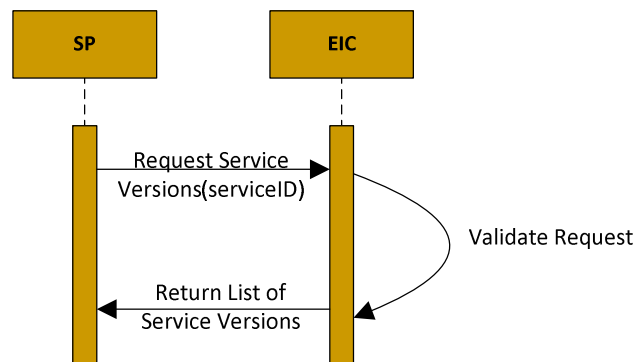 SP
EIC
Request Service
Versions(serviceID)
Validate Request
Return List of
Service Versions